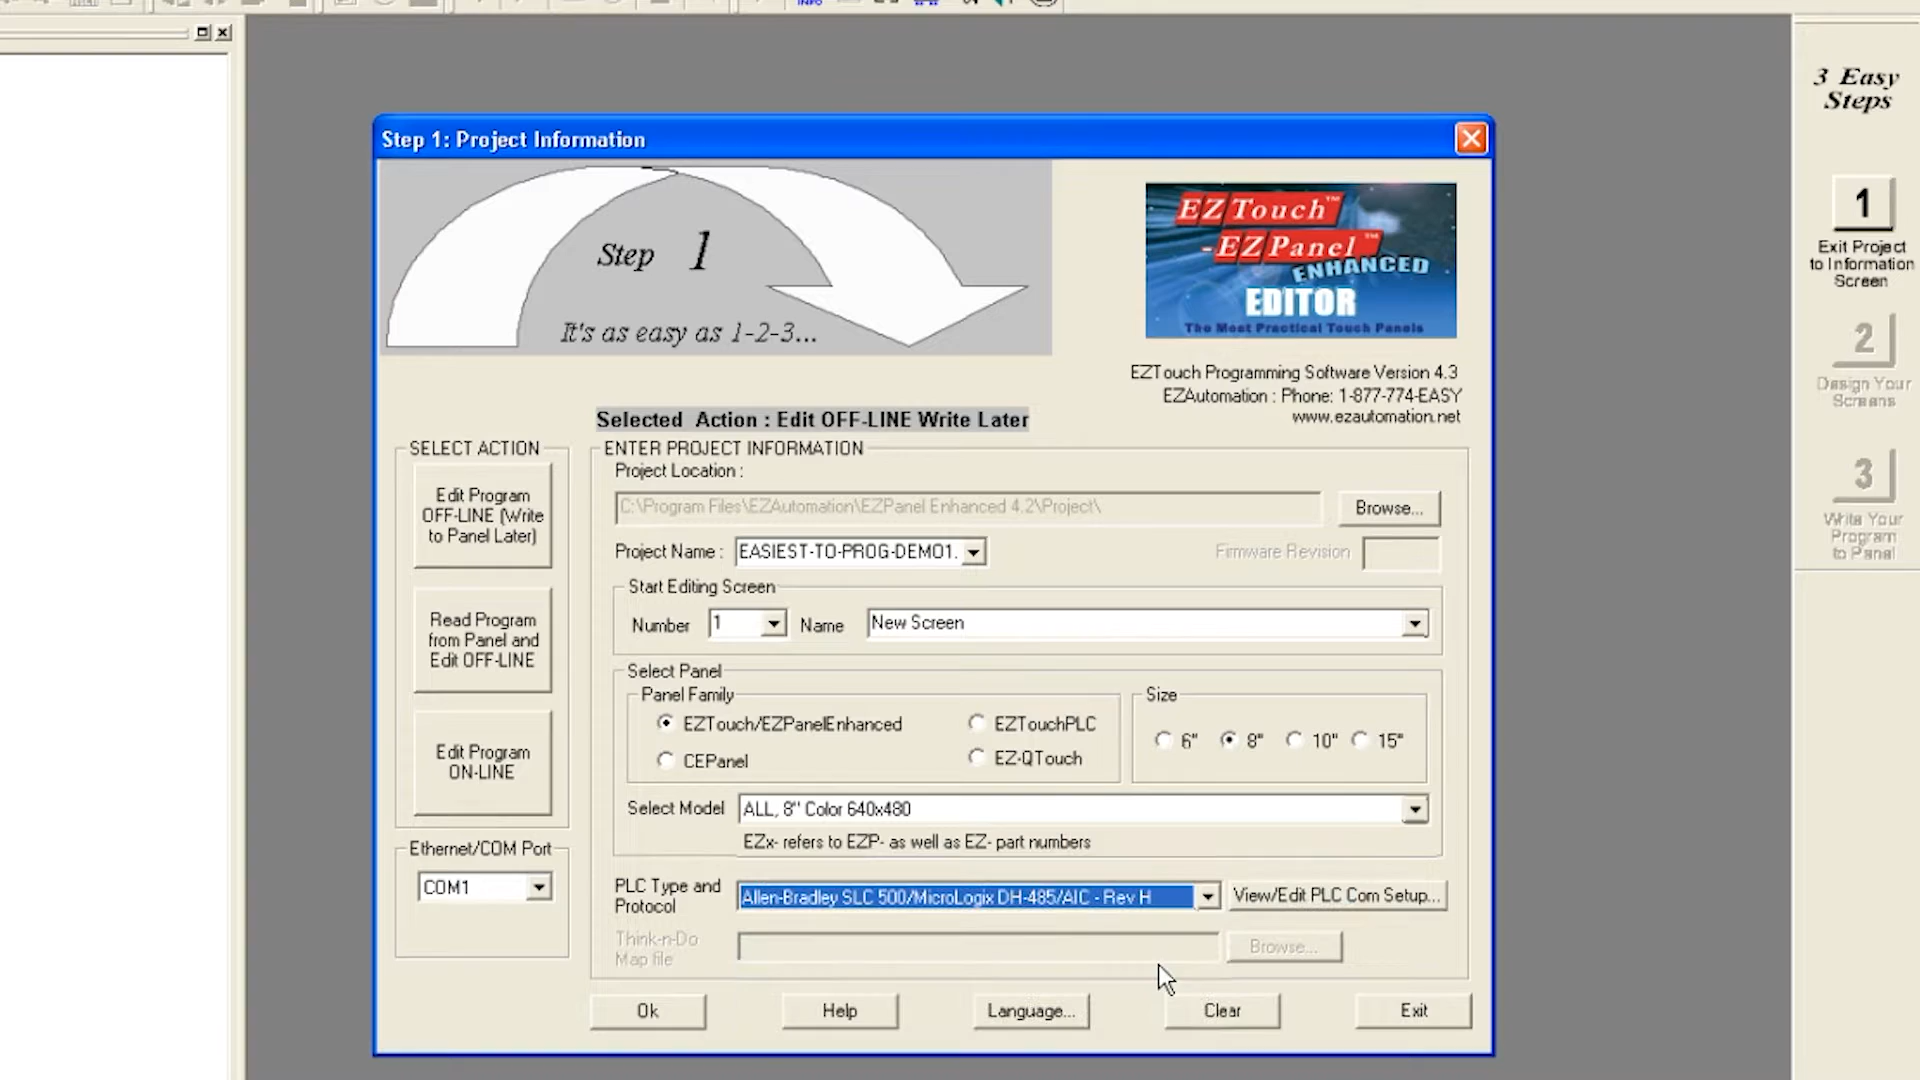 INFO
3 Easy
Steps
Step 1: Project Information
Step 1
It's as easy as 1-2-3...
EZTouch™
-EZPanel™
ENHANCED
EDITOR
The Most Practical Touch Panels
EZTouch Programming Software Version 4.3
EZAutomation : Phone: 1-877-774-EASY
www.ezautomation.net
Selected Action : Edit OFF-LINE Write Later
SELECT ACTION
Edit Program
OFF-LINE (Write
to Panel Later)
Read Program
from Panel and
Edit OFF-LINE
Edit Program
ON-LINE
Ethernet/COM Port
COM1
ENTER PROJECT INFORMATION
Project Location :
C:\Program Files\EZAutomation\EZPanel Enhanced 4.2\Project\
Browse...
Project Name : EASIEST-TO-PROG-DEMO1.
Firmware Revision
Start Editing Screen
Number 1 Name New Screen
Select Panel
Panel Family
EZTouch/EZPanelEnhanced
EZTouchPLC
CEPanel
EZ-QTouch
Size
6" 8" 10" 15"
Select Model ALL, 8" Color 640x480
EZx- refers to EZP- as well as EZ- part numbers
PLC Type and
Protocol
Allen-Bradley SLC 500/MicroLogix DH-485/AIC - Rev H
View/Edit PLC Com Setup...
Think-n-Do
Map file
Browse...
Ok Help Language... Clear Exit
1
Exit Project
to Information
Screen
2
Design Your
Screens
3
Write Your
Program
to Panel